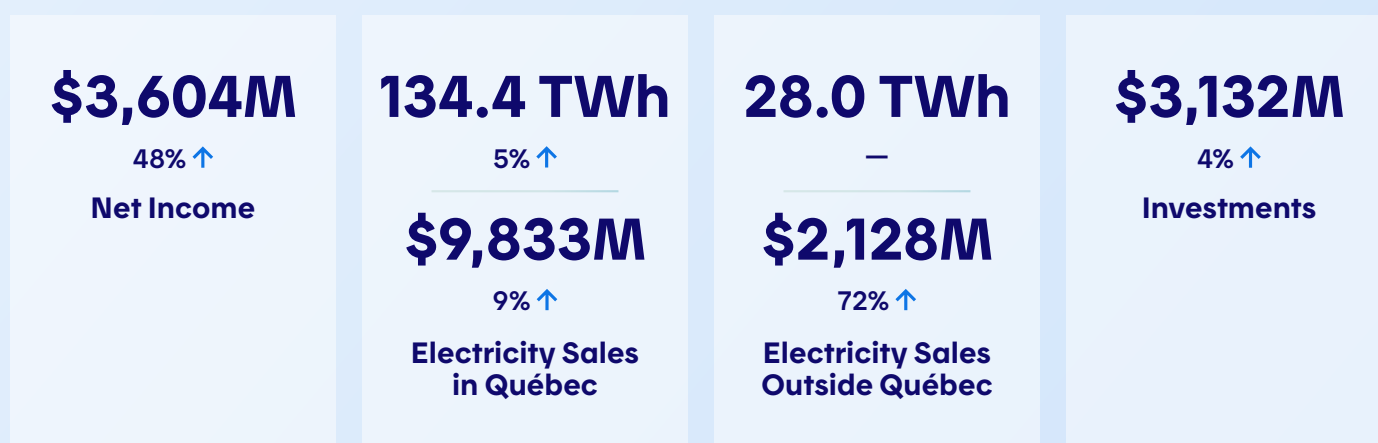 $3,604M
48% ↑
Net Income
134.4 TWh
5% ↑
$9,833M
9% ↑
Electricity Sales
in Québec
28.0 TWh
—
$2,128M
72% ↑
Electricity Sales
Outside Québec
$3,132M
4% ↑
Investments